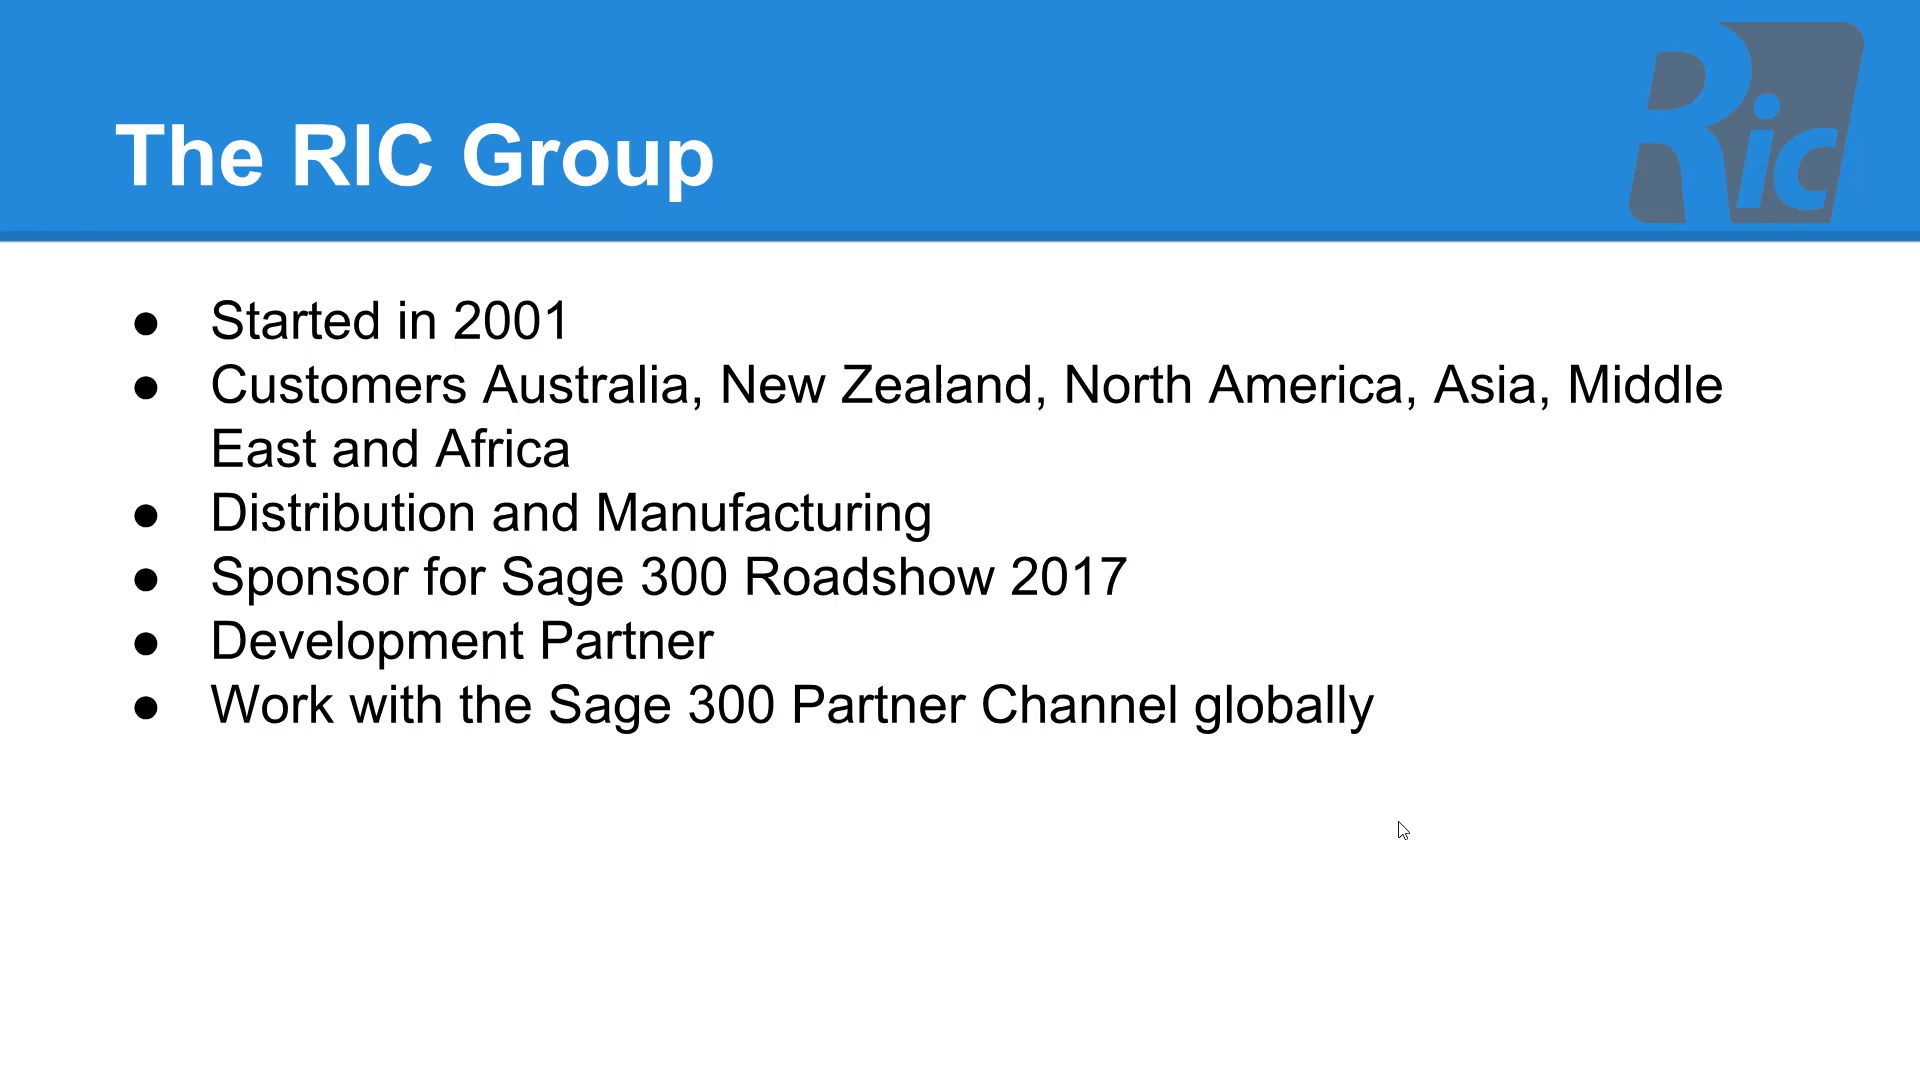 Ric
The RIC Group
● Started in 2001
● Customers Australia, New Zealand, North America, Asia, Middle
East and Africa
● Distribution and Manufacturing
● Sponsor for Sage 300 Roadshow 2017
● Development Partner
● Work with the Sage 300 Partner Channel globally